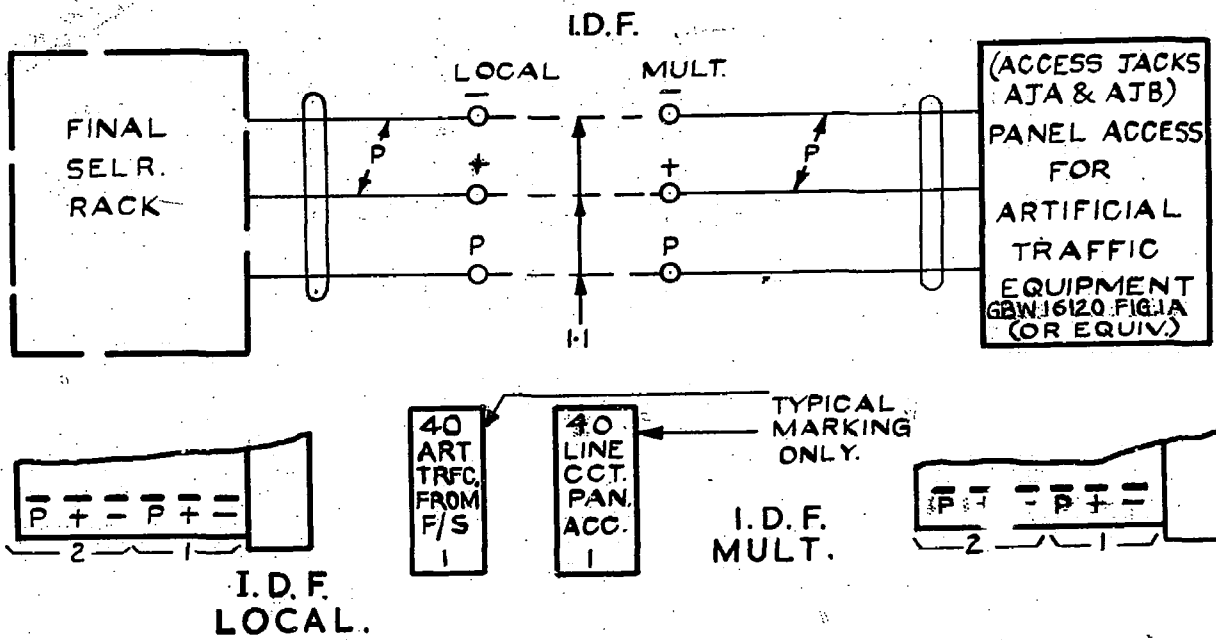 I.D.F.
LOCAL
MULT.
FINAL
SELR.
RACK
–
+
P
P
–
+
P
P
1·1
(ACCESS JACKS
AJA & AJB)
PANEL ACCESS
FOR
ARTIFICIAL
TRAFFIC
EQUIPMENT
GBW 16120 FIG.1A
(OR EQUIV.)
P + – P + –
2 1
I.D.F.
LOCAL.
40
ART
TRFC.
FROM
F/S
1
40
LINE
CCT.
PAN.
ACC.
1
TYPICAL
MARKING
ONLY.
I.D.F.
MULT.
P + – P + –
2 1